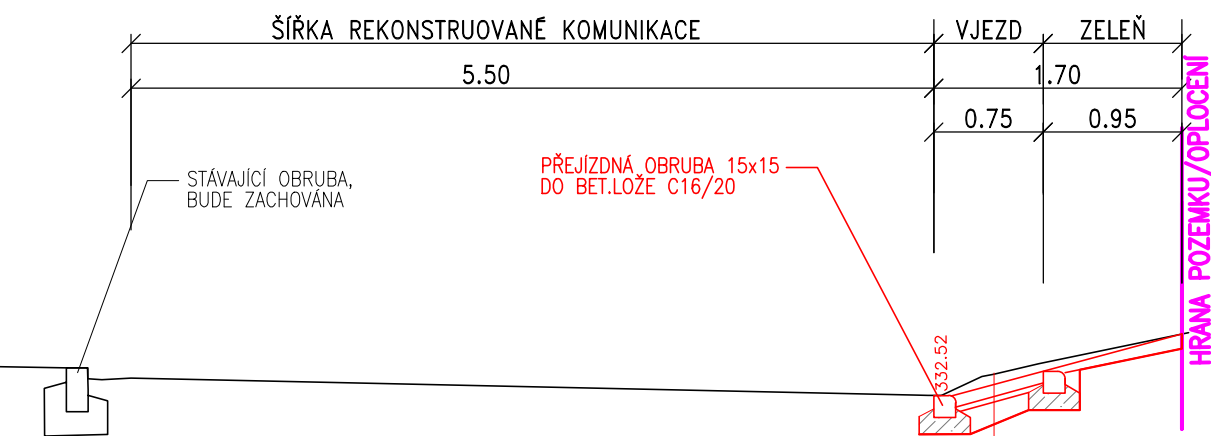 ŠÍŘKA REKONSTRUOVANÉ KOMUNIKACE
VJEZD
ZELEŇ
5.50
1.70
0.75
0.95
STÁVAJÍCÍ OBRUBA,
BUDE ZACHOVÁNA
PŘEJÍZDNÁ OBRUBA 15x15
DO BET.LOŽE C16/20
332.52
HRANA POZEMKU/OPLOCENÍ